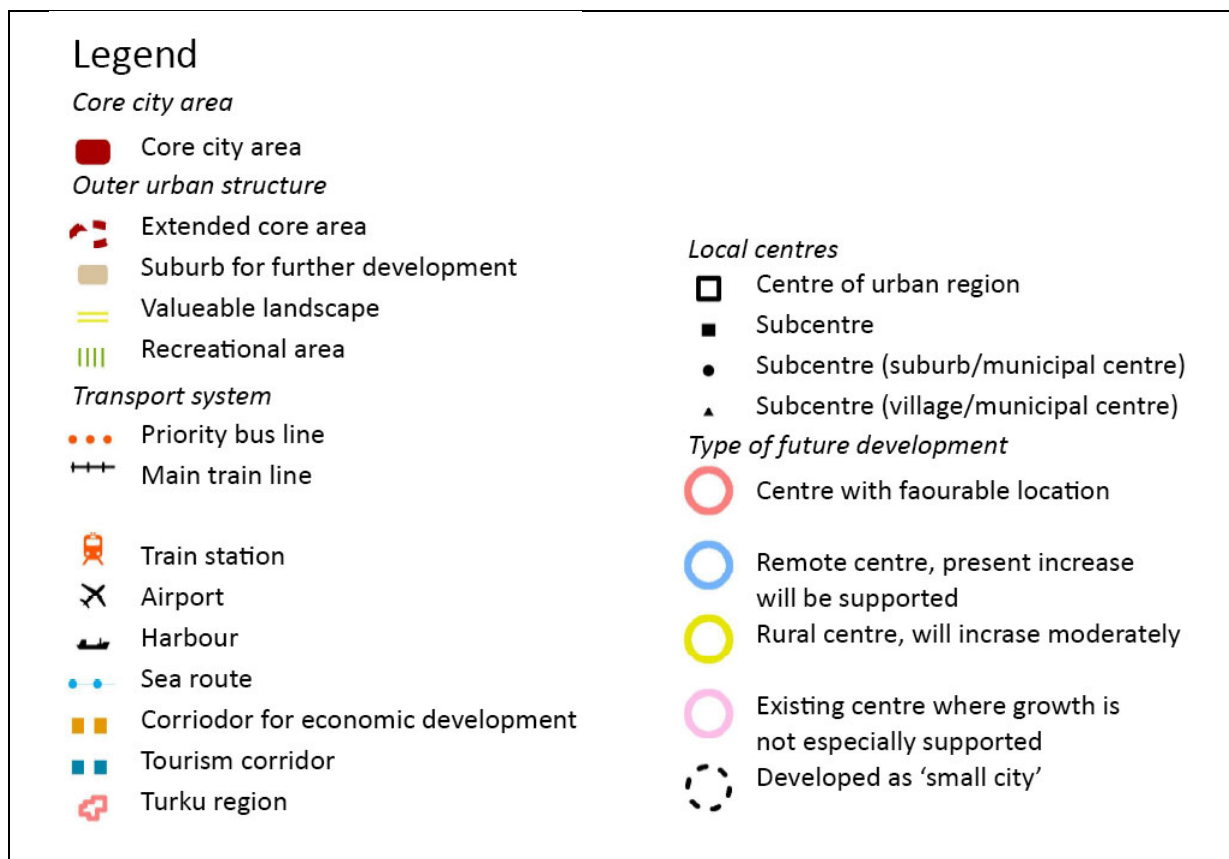 Legend
Core city area
Core city area
Outer urban structure
Extended core area
Suburb for further development
Valueable landscape
Recreational area
Transport system
Priority bus line
Main train line
Train station
Airport
Harbour
Sea route
Corriodor for economic development
Tourism corridor
Turku region
Local centres
Centre of urban region
Subcentre
Subcentre (suburb/municipal centre)
Subcentre (village/municipal centre)
Type of future development
Centre with faourable location
Remote centre, present increase
will be supported
Rural centre, will incrase moderately
Existing centre where growth is
not especially supported
Developed as ‘small city’